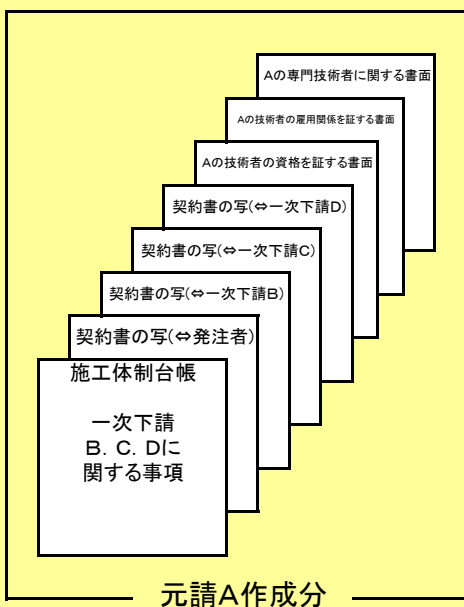 Aの専門技術者に関する書面
Aの技術者の雇用関係を証する書面
Aの技術者の資格を証する書面
契約書の写(⇔一次下請D)
契約書の写(⇔一次下請C)
契約書の写(⇔一次下請B)
契約書の写(⇔発注者)
施工体制台帳
一次下請
B．C．Dに
関する事項
元請A作成分